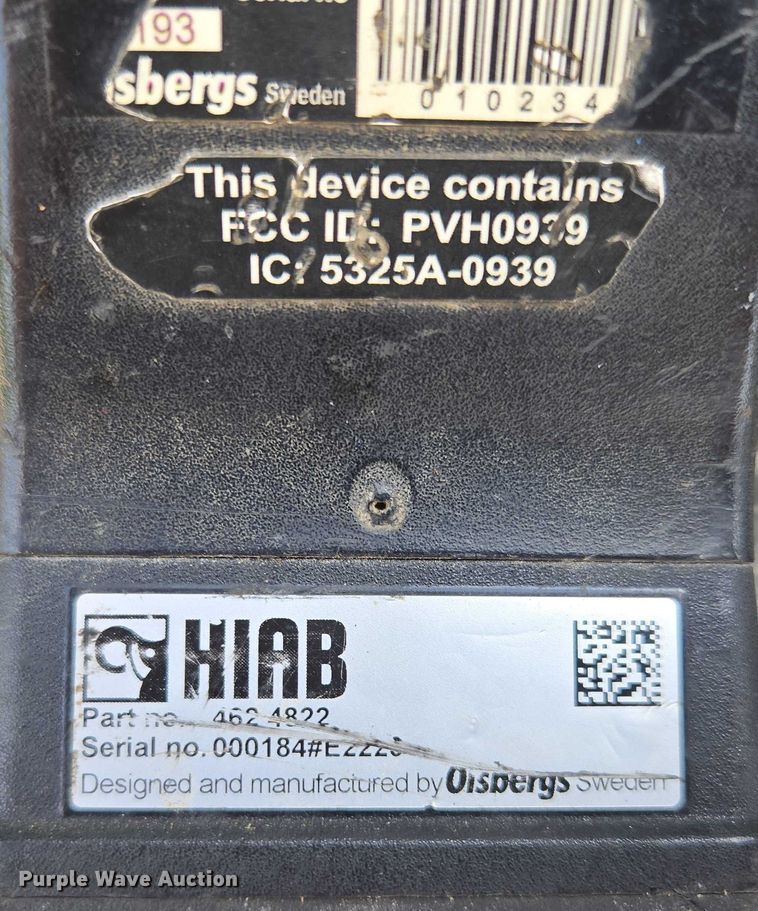 193
sbergs Sweden
010234
This device contains
FCC ID: PVH0939
IC: 5325A-0939
HIAB
Part no. 462 4822
Serial no. 000184#E222
Designed and manufactured by Olsbergs Sweden
Purple Wave Auction